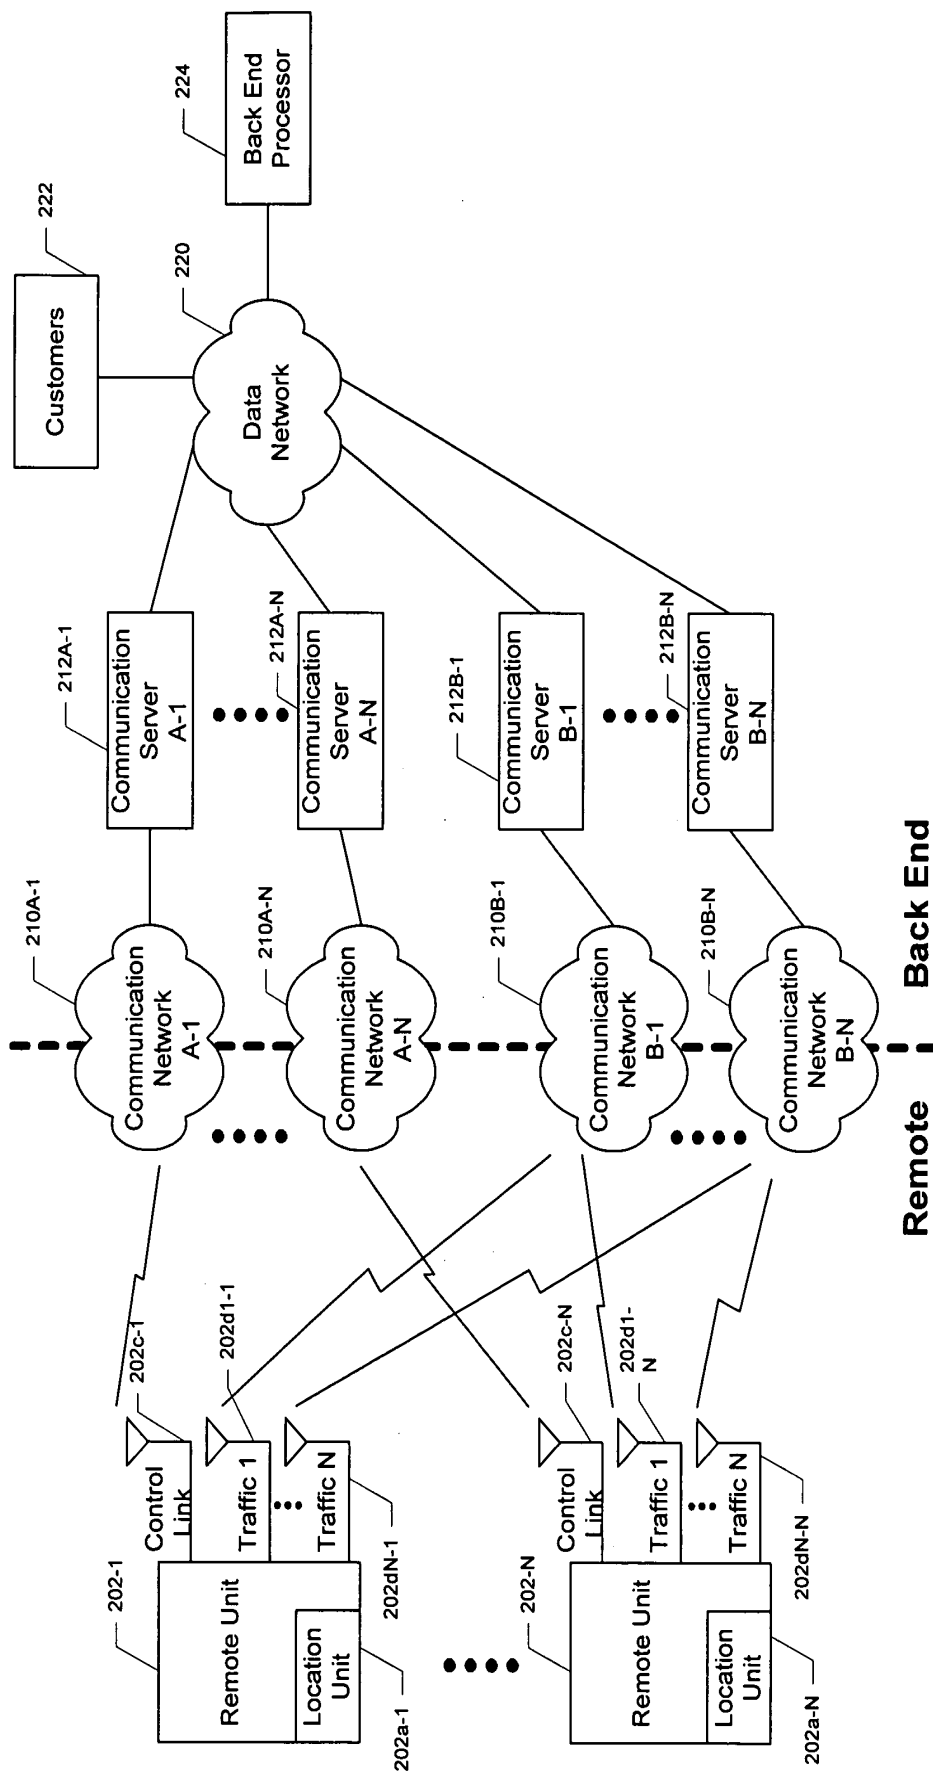 222
Customers
224
Back End
Processor
220
Data
Network
212A-1
Communication
Server
A-1
212A-N
Communication
Server
A-N
212B-1
Communication
Server
B-1
212B-N
Communication
Server
B-N
210A-1
Communication
Network
A-1
210A-N
Communication
Network
A-N
210B-1
Communication
Network
B-1
210B-N
Communication
Network
B-N
Remote
Back End
202-1
Remote Unit
Location
Unit
202a-1
Control
Link
202c-1
Traffic 1
202d1-1
Traffic N
202dN-1
202-N
Remote Unit
Location
Unit
202a-N
Control
Link
202c-N
Traffic 1
202d1-
N
Traffic N
202dN-N